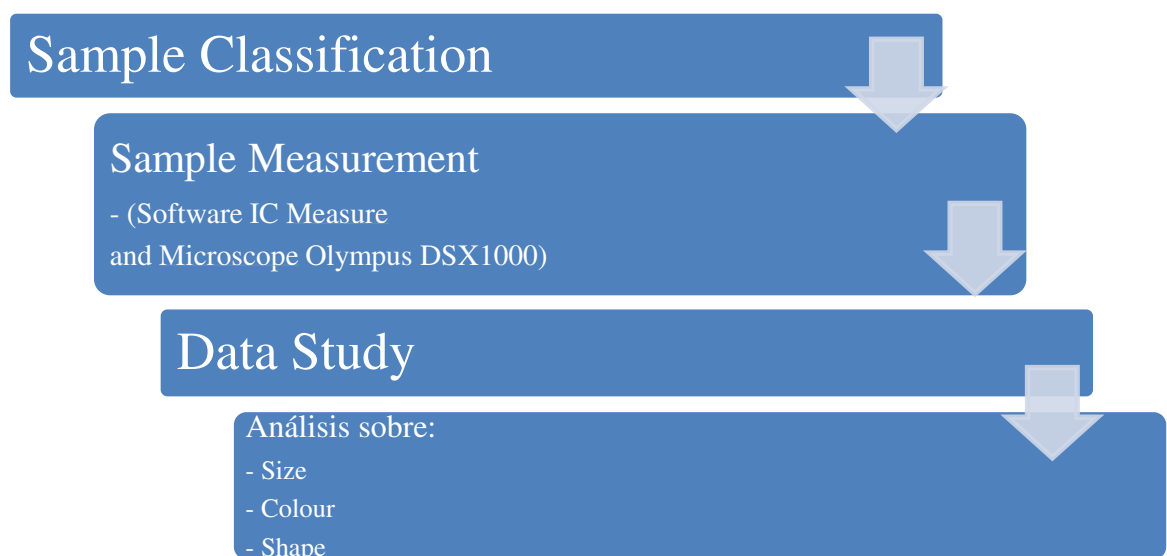 Sample Classification
Sample Measurement
- (Software IC Measure
and Microscope Olympus DSX1000)
Data Study
Análisis sobre:
- Size
- Colour
- Shape